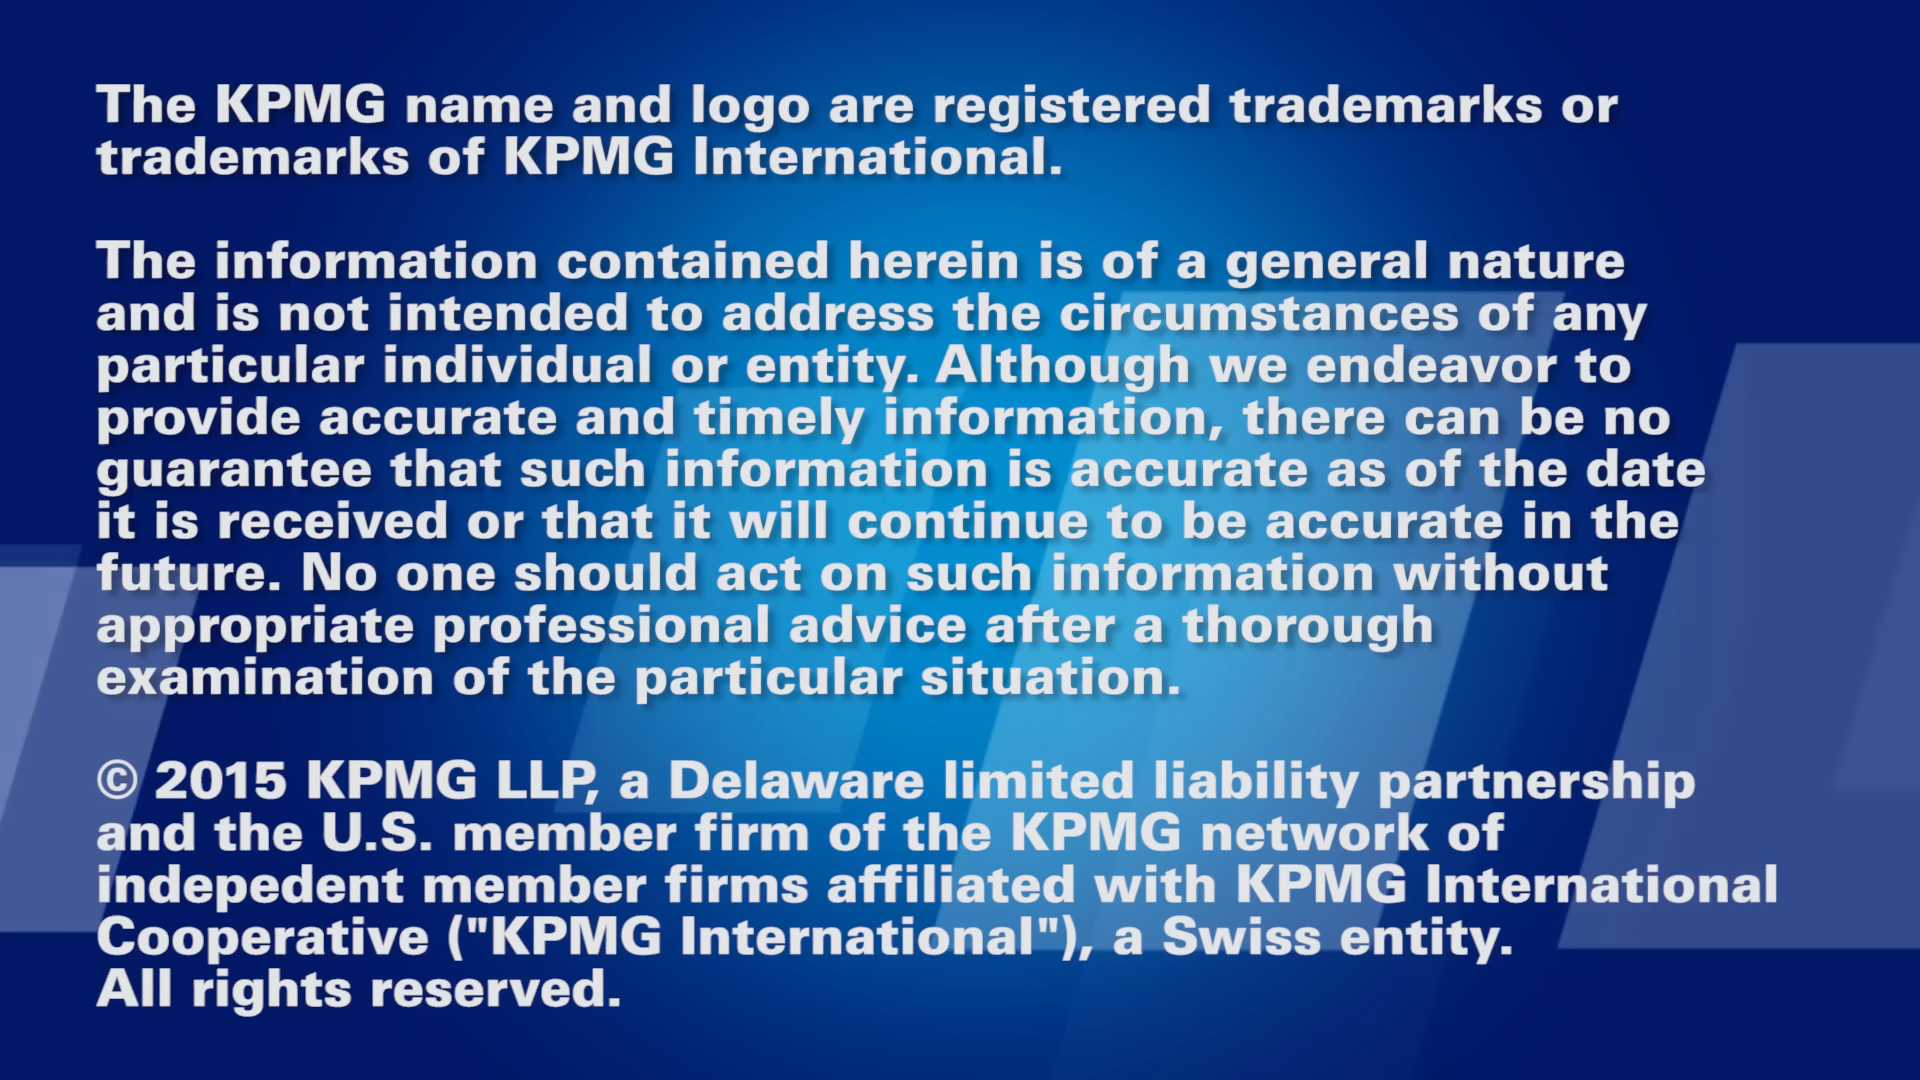 The KPMG name and logo are registered trademarks or
trademarks of KPMG International.
The information contained herein is of a general nature
and is not intended to address the circumstances of any
particular individual or entity. Although we endeavor to
provide accurate and timely information, there can be no
guarantee that such information is accurate as of the date
it is received or that it will continue to be accurate in the
future. No one should act on such information without
appropriate professional advice after a thorough
examination of the particular situation.
© 2015 KPMG LLP, a Delaware limited liability partnership
and the U.S. member firm of the KPMG network of
indepedent member firms affiliated with KPMG International
Cooperative ("KPMG International"), a Swiss entity.
All rights reserved.